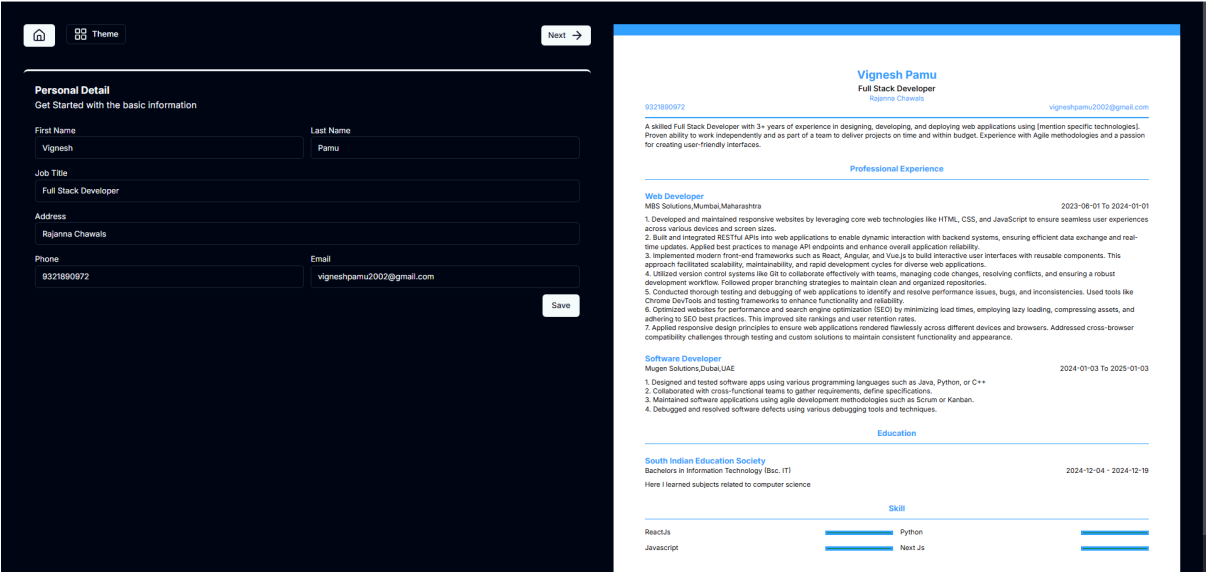 Theme
Next →
Personal Detail
Get Started with the basic information
First Name
Last Name
Vignesh
Pamu
Job Title
Full Stack Developer
Address
Rajanna Chawals
Phone
Email
9321890972
vigneshpamu2002@gmail.com
Save
Vignesh Pamu
Full Stack Developer
Rajanna Chawals
9321890972
vigneshpamu2002@gmail.com
A skilled Full Stack Developer with 3+ years of experience in designing, developing, and deploying web applications using [mention specific technologies].
Proven ability to work independently and as part of a team to deliver projects on time and within budget. Experience with Agile methodologies and a passion
for creating user-friendly interfaces.
Professional Experience
Web Developer
MBS Solutions,Mumbai,Maharashtra
2023-06-01 To 2024-01-01
1. Developed and maintained responsive websites by leveraging core web technologies like HTML, CSS, and JavaScript to ensure seamless user experiences
across various devices and screen sizes.
2. Built and integrated RESTful APIs into web applications to enable dynamic interaction with backend systems, ensuring efficient data exchange and real-
time updates. Applied best practices to manage API endpoints and enhance overall application reliability.
3. Implemented modern front-end frameworks such as React, Angular, and Vue.js to build interactive user interfaces with reusable components. This
approach facilitated scalability, maintainability, and rapid development cycles for diverse web applications.
4. Utilized version control systems like Git to collaborate effectively with teams, managing code changes, resolving conflicts, and ensuring a robust
development workflow. Followed proper branching strategies to maintain clean and organized repositories.
5. Conducted thorough testing and debugging of web applications to identify and resolve performance issues, bugs, and inconsistencies. Used tools like
Chrome DevTools and testing frameworks to enhance functionality and reliability.
6. Optimized websites for performance and search engine optimization (SEO) by minimizing load times, employing lazy loading, compressing assets, and
adhering to SEO best practices. This improved site rankings and user retention rates.
7. Applied responsive design principles to ensure web applications rendered flawlessly across different devices and browsers. Addressed cross-browser
compatibility challenges through testing and custom solutions to maintain consistent functionality and appearance.
Software Developer
Mugen Solutions,Dubai,UAE
2024-01-03 To 2025-01-03
1. Designed and tested software apps using various programming languages such as Java, Python, or C++
2. Collaborated with cross-functional teams to gather requirements, define specifications.
3. Maintained software applications using agile development methodologies such as Scrum or Kanban.
4. Debugged and resolved software defects using various debugging tools and techniques.
Education
South Indian Education Society
Bachelors in Information Technology (Bsc. IT)
2024-12-04 - 2024-12-19
Here I learned subjects related to computer science
Skill
ReactJs
Python
Javascript
Next Js